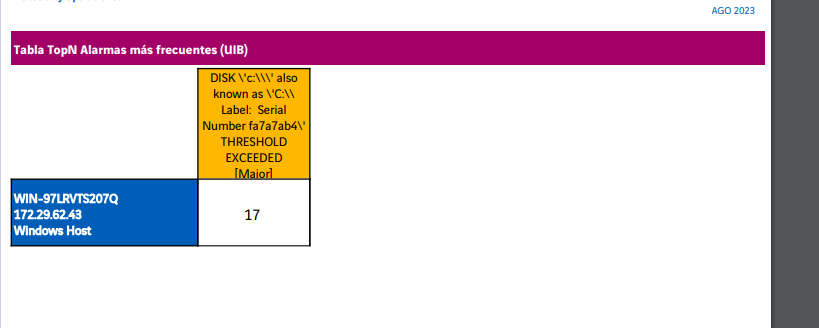 AGO 2023
Tabla TopN Alarmas más frecuentes (UIB)
DISK \'c:\\\' also
known as \'C:\\
Label:  Serial
Number fa7a7ab4\'
THRESHOLD
EXCEEDED
[Major]
WIN-97LRVTS207Q
172.29.62.43
Windows Host
17